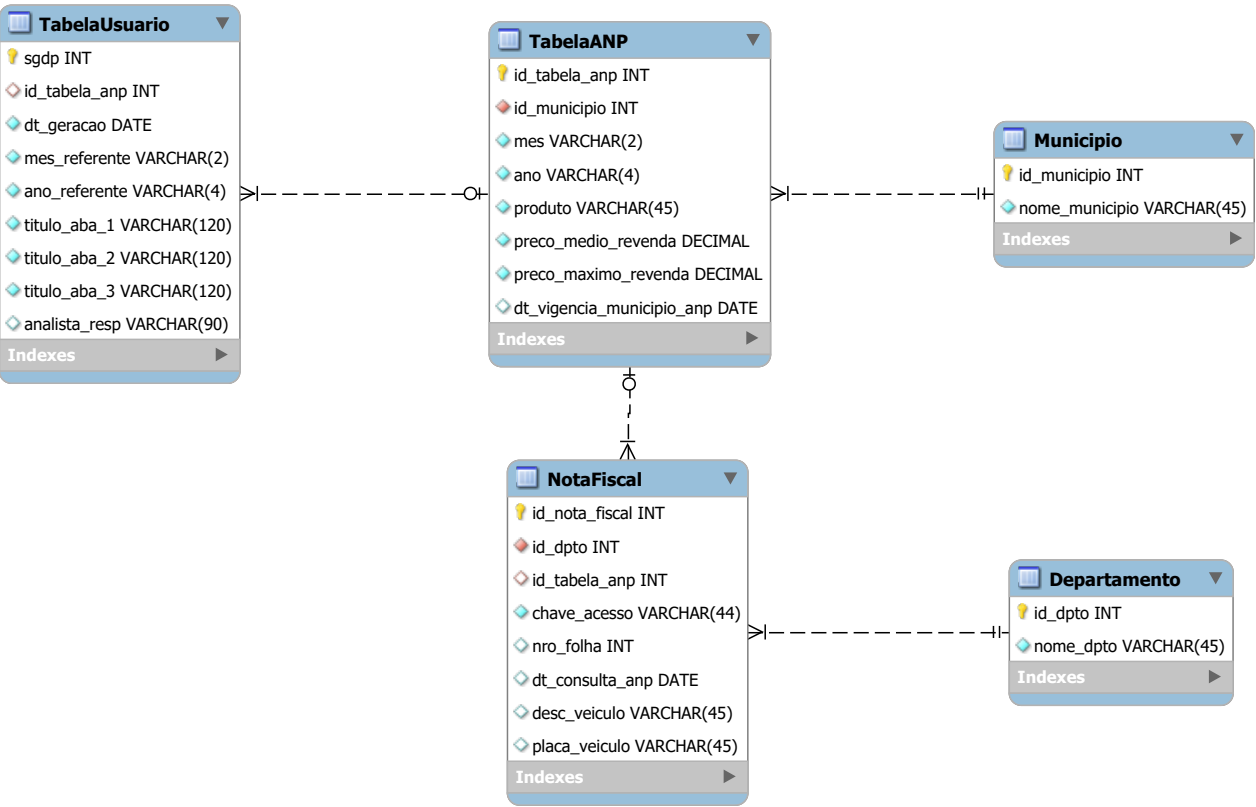 TabelaUsuario
sgdp INT
id_tabela_anp INT
dt_geracao DATE
mes_referente VARCHAR(2)
ano_referente VARCHAR(4)
titulo_aba_1 VARCHAR(120)
titulo_aba_2 VARCHAR(120)
titulo_aba_3 VARCHAR(120)
analista_resp VARCHAR(90)
Indexes
TabelaANP
id_tabela_anp INT
id_municipio INT
mes VARCHAR(2)
ano VARCHAR(4)
produto VARCHAR(45)
preco_medio_revenda DECIMAL
preco_maximo_revenda DECIMAL
dt_vigencia_municipio_anp DATE
Indexes
Municipio
id_municipio INT
nome_municipio VARCHAR(45)
Indexes
NotaFiscal
id_nota_fiscal INT
id_dpto INT
id_tabela_anp INT
chave_acesso VARCHAR(44)
nro_folha INT
dt_consulta_anp DATE
desc_veiculo VARCHAR(45)
placa_veiculo VARCHAR(45)
Indexes
Departamento
id_dpto INT
nome_dpto VARCHAR(45)
Indexes